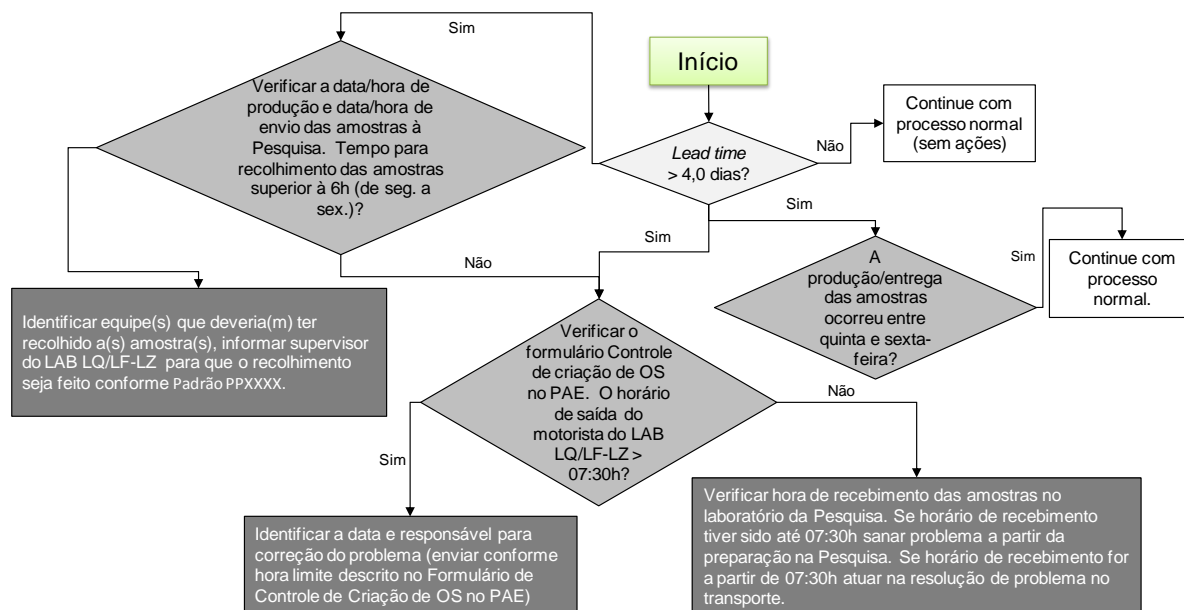 Sim
Início
Verificar a data/hora de
produção e data/hora de
envio das amostras à
Pesquisa. Tempo para
recolhimento das amostras
superior à 6h (de seg. a
sex.)?
Lead time
> 4,0 dias?
Não
Continue com
processo normal
(sem ações)
Sim
Sim
Não
A
produção/entrega
das amostras
ocorreu entre
quinta e sexta-
feira?
Sim
Continue com
processo
normal.
Identificar equipe(s) que deveria(m) ter
recolhido a(s) amostra(s), informar supervisor
do LAB LQ/LF-LZ para que o recolhimento
seja feito conforme Padrão PPXXXX.
Verificar o
formulário Controle
de criação de OS
no PAE. O horário
de saída do
motorista do LAB
LQ/LF-LZ >
07:30h?
Não
Sim
Identificar a data e responsável para
correção do problema (enviar conforme
hora limite descrito no Formulário de
Controle de Criação de OS no PAE)
Verificar hora de recebimento das amostras no
laboratório da Pesquisa. Se horário de recebimento
tiver sido até 07:30h sanar problema a partir da
preparação na Pesquisa. Se horário de recebimento for
a partir de 07:30h atuar na resolução de problema no
transporte.